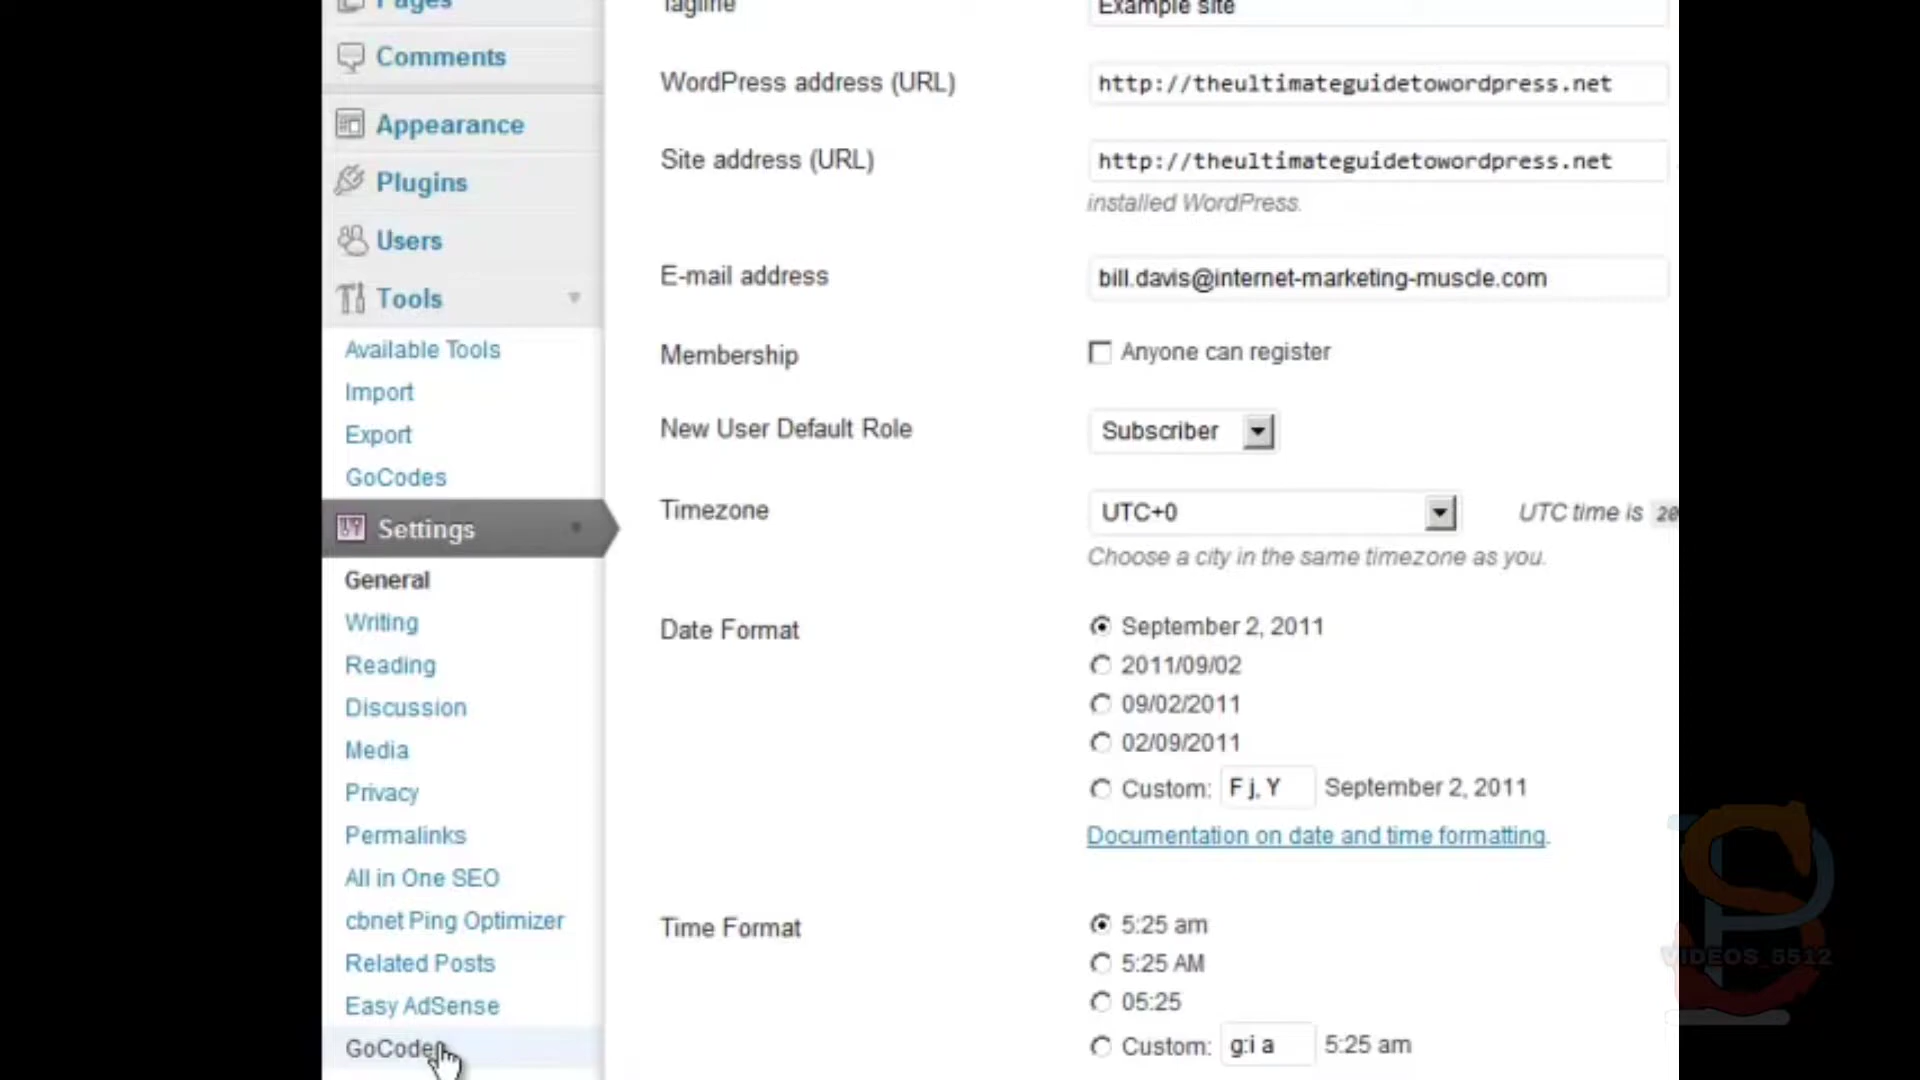 Pages
Tagline
Example site
Comments
WordPress address (URL)
http://theultimateguidetowordpress.net
Appearance
Site address (URL)
http://theultimateguidetowordpress.net
Plugins
installed WordPress.
Users
E-mail address
bill.davis@internet-marketing-muscle.com
Tools
Available Tools
Membership
Anyone can register
Import
Export
New User Default Role
Subscriber
GoCodes
Settings
Timezone
UTC+0
UTC time is 20
Choose a city in the same timezone as you.
General
Writing
Reading
Discussion
Media
Privacy
Permalinks
All in One SEO
cbnet Ping Optimizer
Related Posts
Easy AdSense
GoCodes
Date Format
September 2, 2011
2011/09/02
09/02/2011
02/09/2011
Custom: F j, Y September 2, 2011
Documentation on date and time formatting.
Time Format
5:25 am
5:25 AM
05:25
Custom: g:i a 5:25 am
VIDEOS_5512